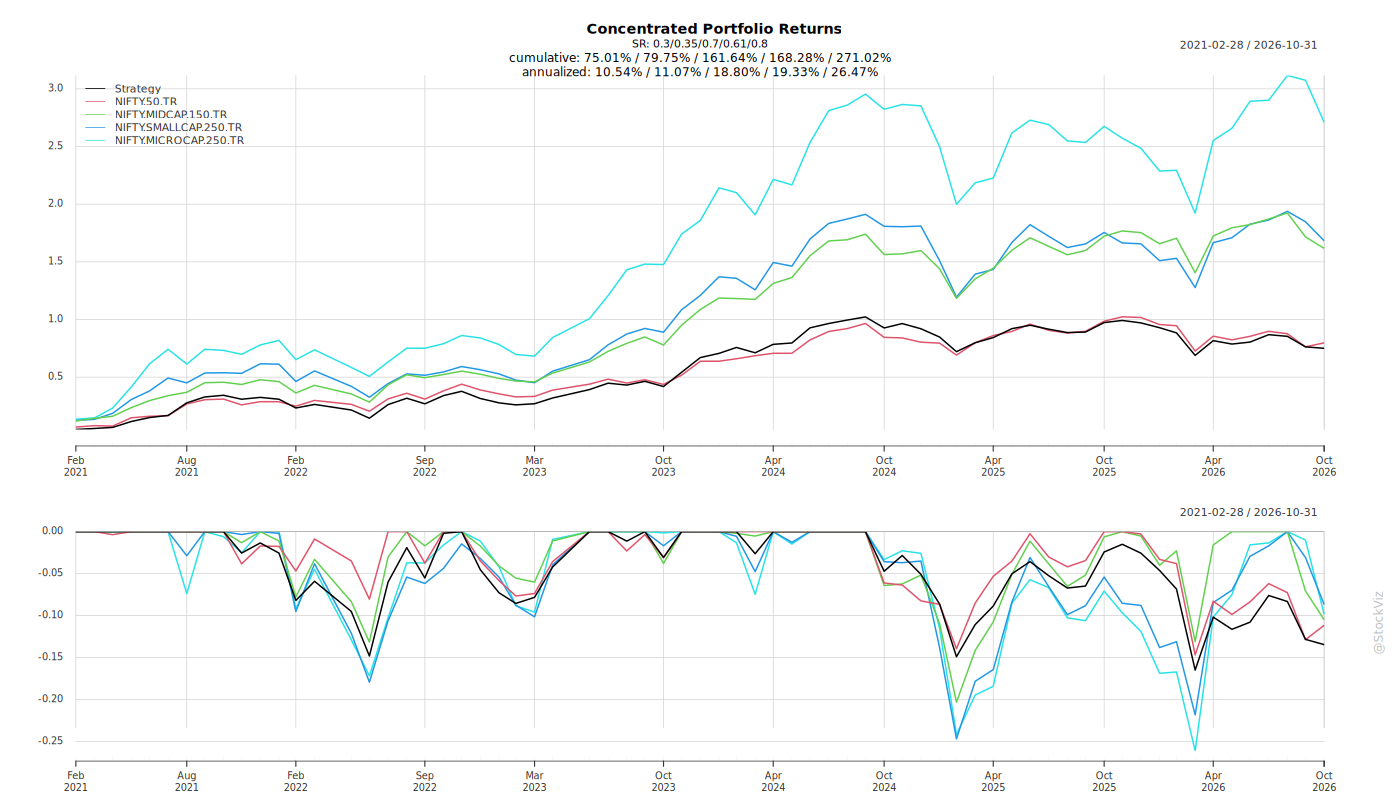 Concentrated Portfolio Returns
SR: 0.3/0.35/0.7/0.61/0.8
cumulative: 75.01% / 79.75% / 161.64% / 168.28% / 271.02%
annualized: 10.54% / 11.07% / 18.80% / 19.33% / 26.47%
2021-02-28 / 2026-10-31
Strategy
NIFTY.50.TR
NIFTY.MIDCAP.150.TR
NIFTY.SMALLCAP.250.TR
NIFTY.MICROCAP.250.TR
3.0
2.5
2.0
1.5
1.0
0.5
Feb Aug Feb Sep Mar Oct Apr Oct Apr Oct Apr Oct
2021 2021 2022 2022 2023 2023 2024 2024 2025 2025 2026 2026
2021-02-28 / 2026-10-31
0.00
-0.05
-0.10
-0.15
-0.20
-0.25
Feb Aug Feb Sep Mar Oct Apr Oct Apr Oct Apr Oct
2021 2021 2022 2022 2023 2023 2024 2024 2025 2025 2026 2026
@StockViz